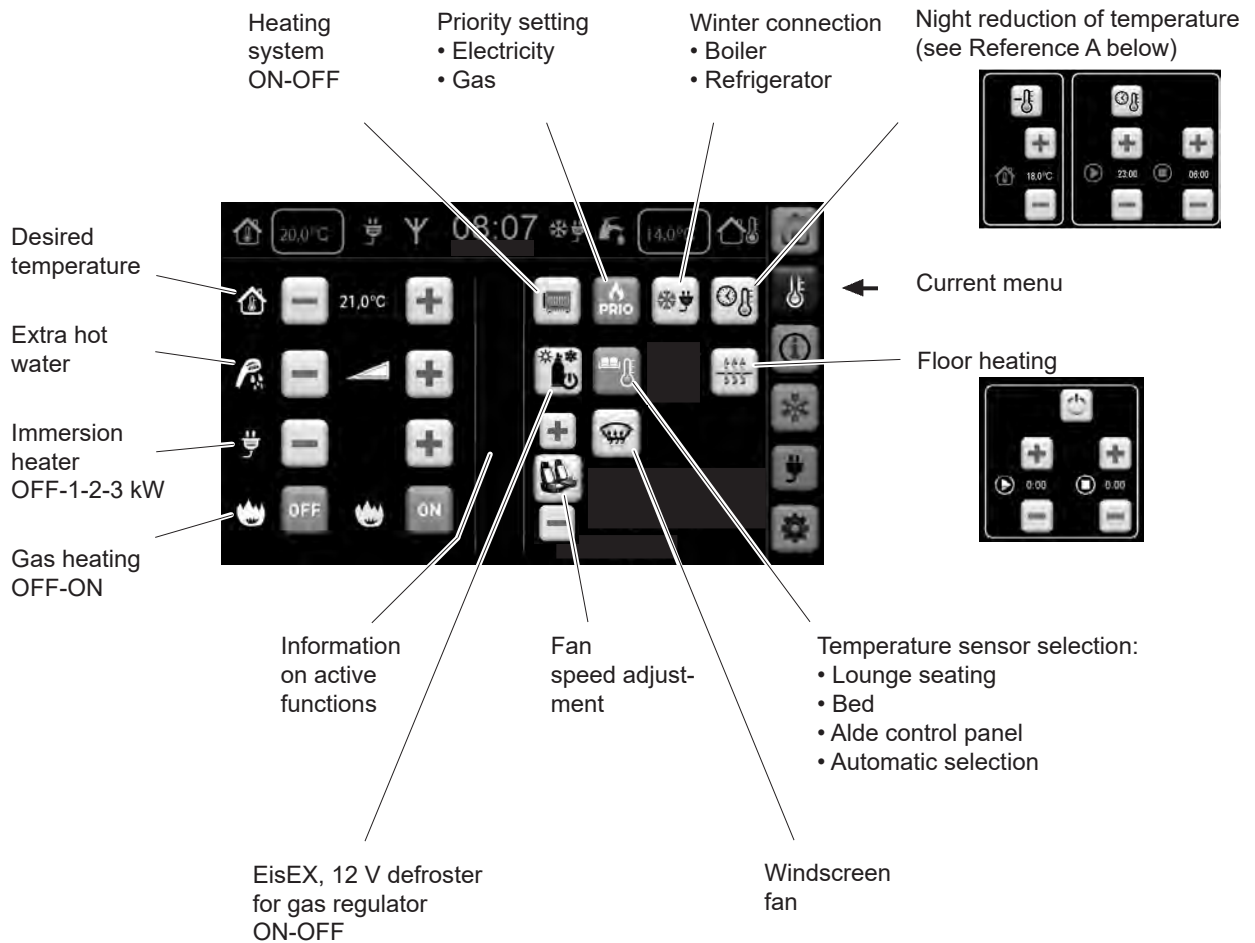 Heating
system
ON-OFF
Priority setting
• Electricity
• Gas
Winter connection
• Boiler
• Refrigerator
Night reduction of temperature
(see Reference A below)
18.0°C
23:00
06:00
Desired
temperature
Extra hot
water
Immersion
heater
OFF-1-2-3 kW
Gas heating
OFF-ON
20,0°C
08:07
14,0°C
21,0°C
PRIO
OFF
ON
Current menu
Floor heating
0:00
0:00
Information
on active
functions
Fan
speed adjust-
ment
Temperature sensor selection:
• Lounge seating
• Bed
• Alde control panel
• Automatic selection
EisEX, 12 V defroster
for gas regulator
ON-OFF
Windscreen
fan